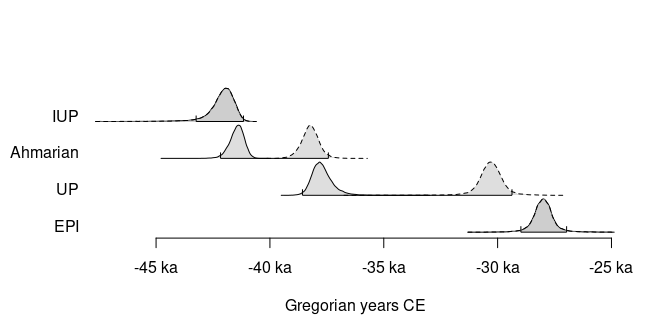 IUP
Ahmarian
UP
EPI
-45 ka -40 ka -35 ka -30 ka -25 ka
Gregorian years CE